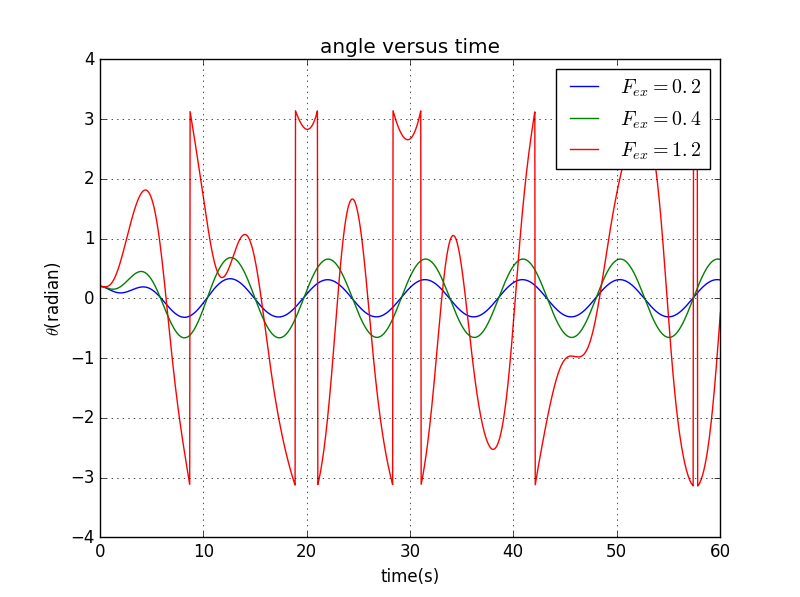 angle versus time
F_ex = 0.2
F_ex = 0.4
F_ex = 1.2
4
3
2
1
0
−1
−2
−3
−4
θ(radian)
0 10 20 30 40 50 60
time(s)